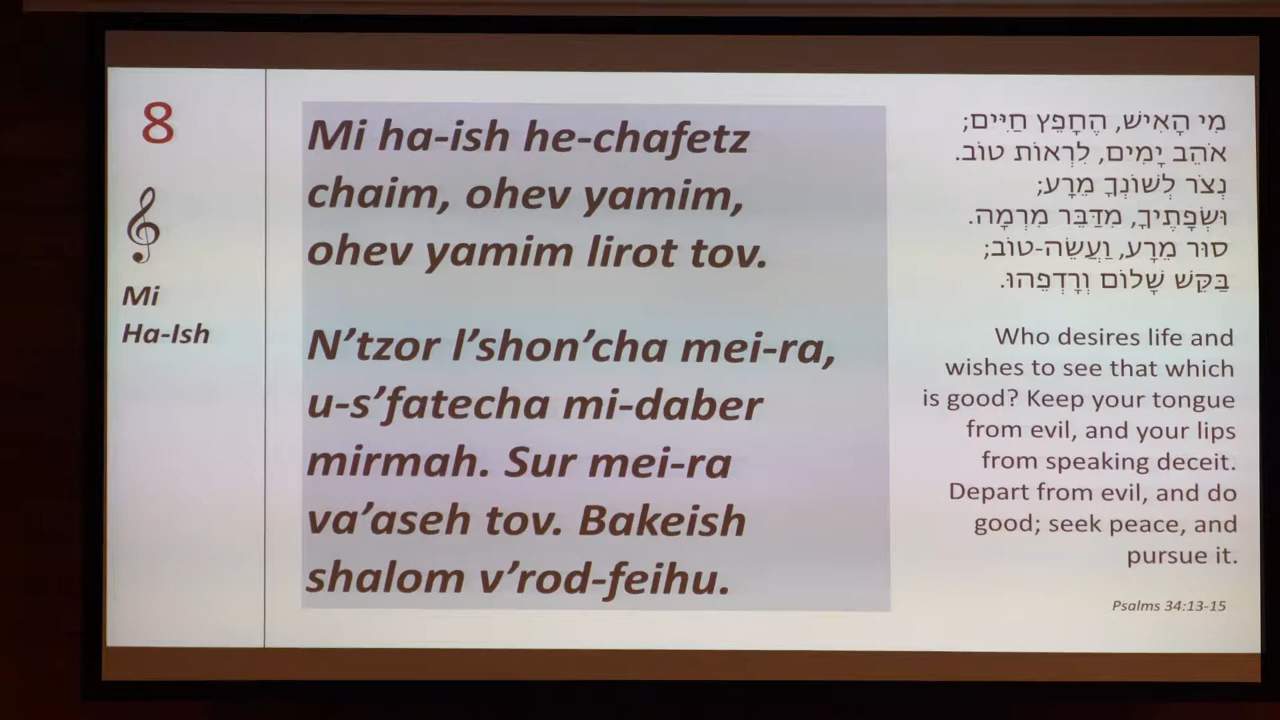 8
Mi
Ha-Ish
Mi ha-ish he-chafetz
chaim, ohev yamim,
ohev yamim lirot tov.
N’tzor l’shon’cha mei-ra,
u-s’fatecha mi-daber
mirmah. Sur mei-ra
va’aseh tov. Bakeish
shalom v’rod-feihu.
מִי הָאִישׁ, הֶחָפֵץ חַיִּים;
אֹהֵב יָמִים, לִרְאוֹת טוֹב.
נְצֹר לְשׁוֹנְךָ מֵרָע;
וּשְׂפָתֶיךָ, מִדַּבֵּר מִרְמָה.
סוּר מֵרָע, וַעֲשֵׂה-טוֹב;
בַּקֵּשׁ שָׁלוֹם וְרָדְפֵהוּ.
Who desires life and
wishes to see that which
is good? Keep your tongue
from evil, and your lips
from speaking deceit.
Depart from evil, and do
good; seek peace, and
pursue it.
Psalms 34:13-15